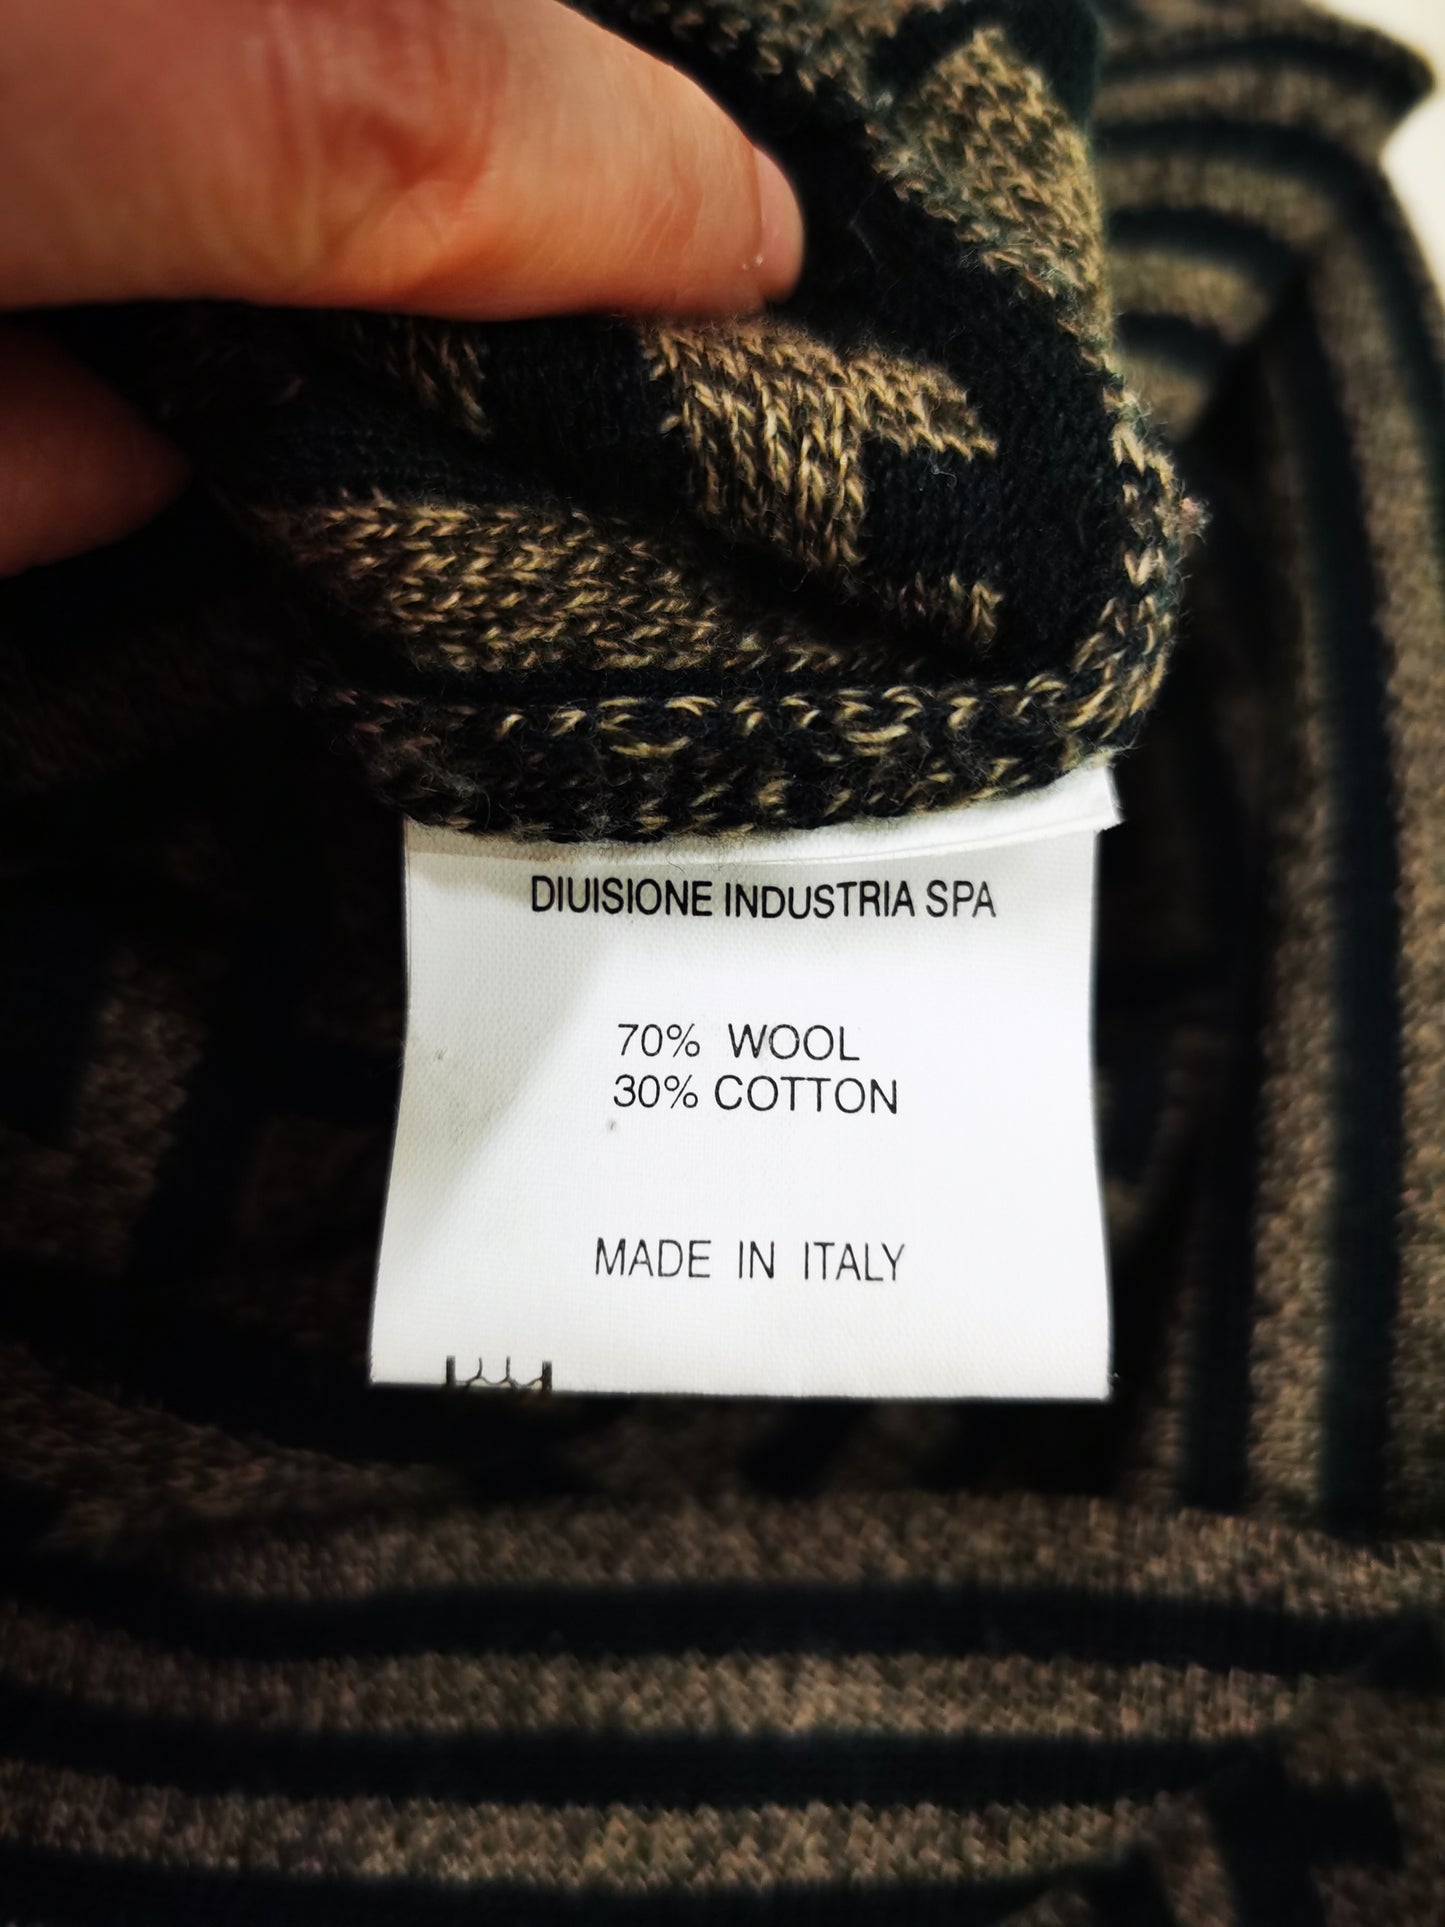 DIUISIONE INDUSTRIA SPA
70% WOOL
30% COTTON
MADE IN ITALY